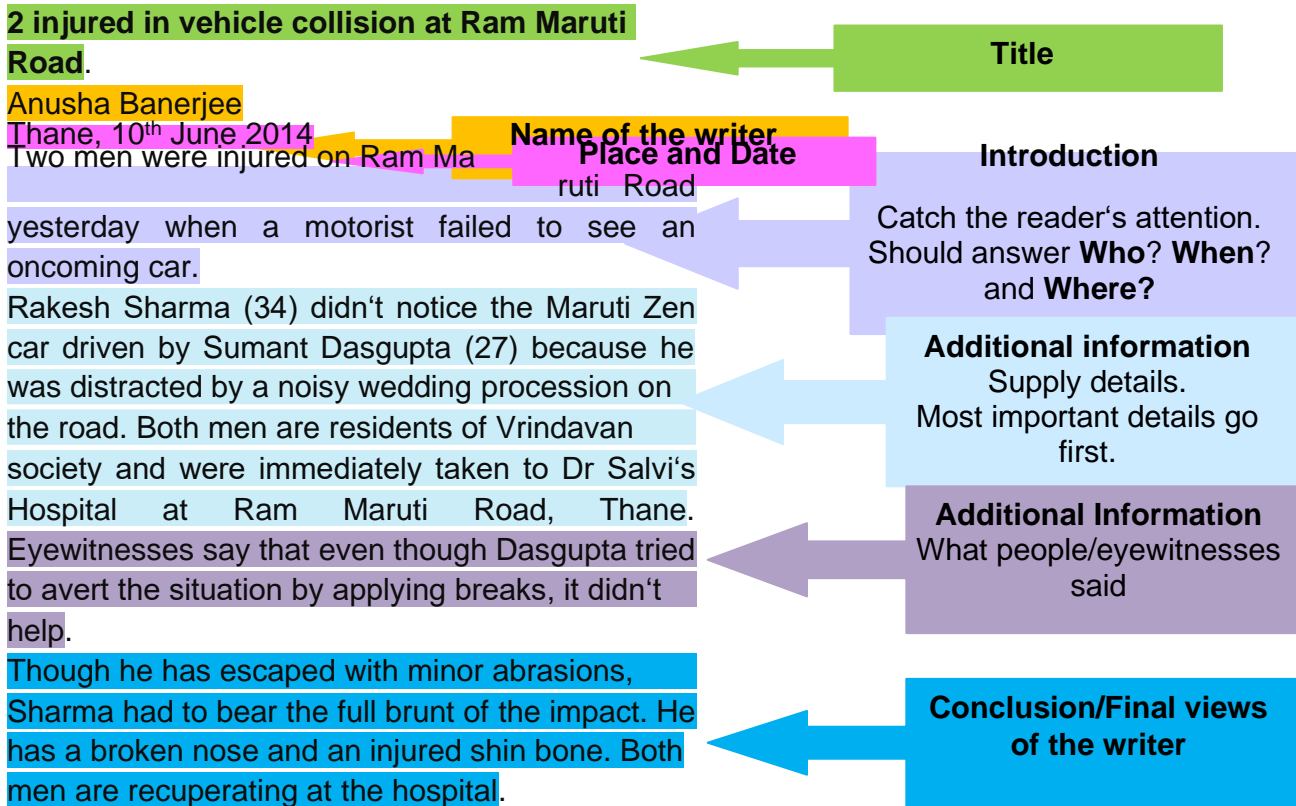 2 injured in vehicle collision at Ram Maruti
Road.
Anusha Banerjee
Thane, 10th June 2014
Two men were injured on Ram Ma
ruti Road
yesterday when a motorist failed to see an
oncoming car.
Rakesh Sharma (34) didn‘t notice the Maruti Zen
car driven by Sumant Dasgupta (27) because he
was distracted by a noisy wedding procession on
the road. Both men are residents of Vrindavan
society and were immediately taken to Dr Salvi‘s
Hospital at Ram Maruti Road, Thane.
Eyewitnesses say that even though Dasgupta tried
to avert the situation by applying breaks, it didn‘t
help.
Though he has escaped with minor abrasions,
Sharma had to bear the full brunt of the impact. He
has a broken nose and an injured shin bone. Both
men are recuperating at the hospital.
Title
Name of the writer
Place and Date
Introduction
Catch the reader‘s attention.
Should answer Who? When?
and Where?
Additional information
Supply details.
Most important details go
first.
Additional Information
What people/eyewitnesses
said
Conclusion/Final views
of the writer